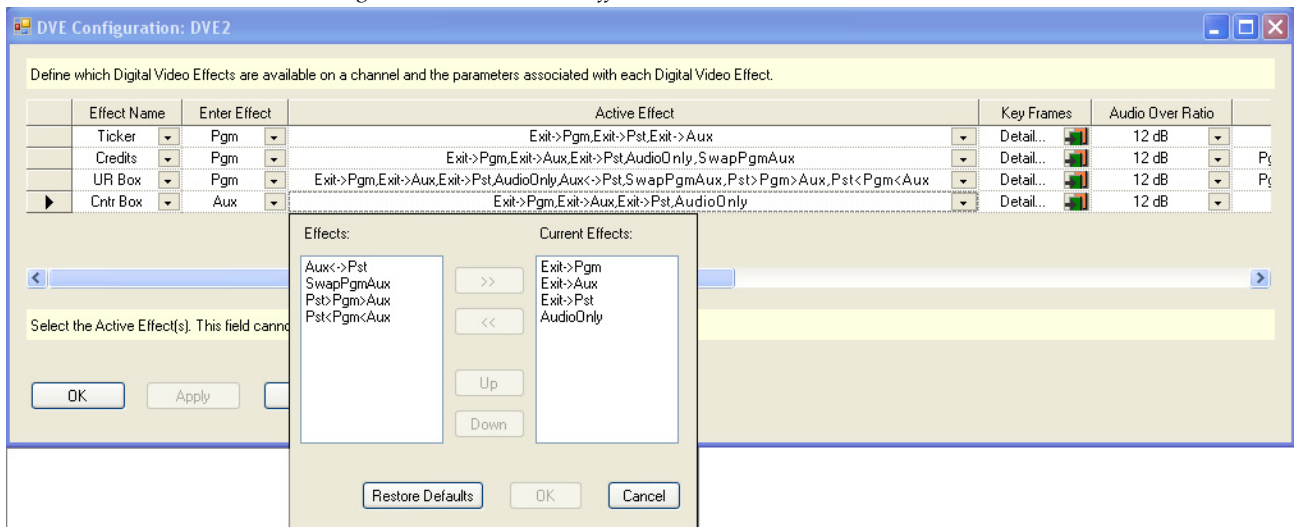 DVE Configuration: DVE2
Define which Digital Video Effects are available on a channel and the parameters associated with each Digital Video Effect.
Effect Name Enter Effect Active Effect Key Frames Audio Over Ratio
Ticker Pgm Exit->Pgm,Exit->Pst,Exit->Aux Detail... 12 dB
Credits Pgm Exit->Pgm,Exit->Aux,Exit->Pst,AudioOnly,SwapPgmAux Detail... 12 dB
UR Box Pgm Exit->Pgm,Exit->Aux,Exit->Pst,AudioOnly,Aux<->Pst,SwapPgmAux,Pst>Pgm>Aux,Pst<Pgm<Aux Detail... 12 dB
Cntr Box Aux Exit->Pgm,Exit->Aux,Exit->Pst,AudioOnly Detail... 12 dB
Effects: Current Effects:
Aux<->Pst Exit->Pgm
SwapPgmAux >> Exit->Aux
Pst>Pgm>Aux Exit->Pst
Pst<Pgm<Aux << AudioOnly
Select the Active Effect(s). This field
Up
OK Apply
Down
Restore Defaults OK Cancel